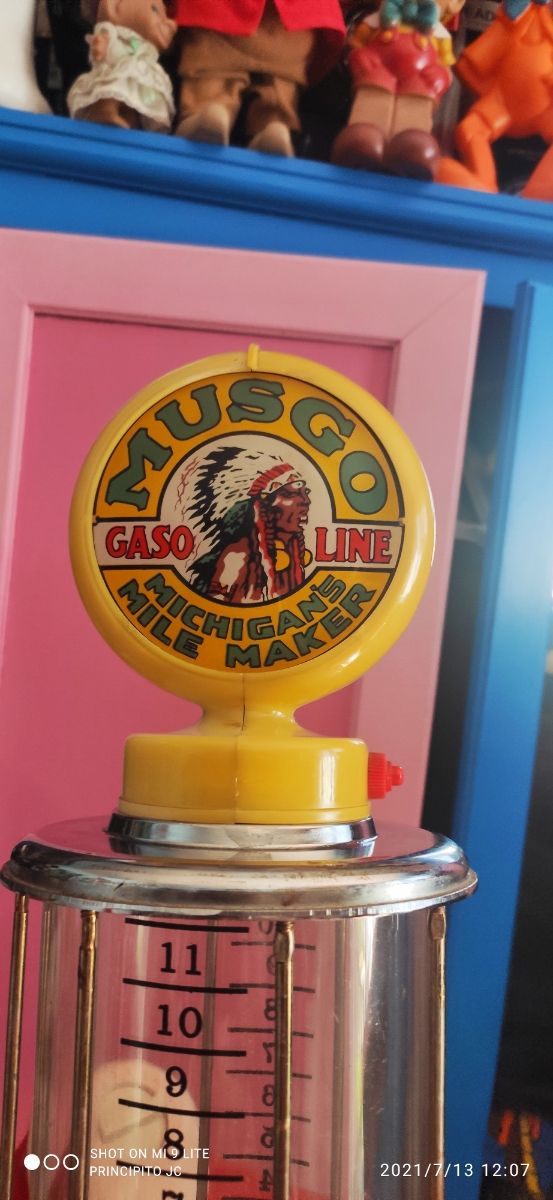 MUSGO
GASO LINE
MICHIGAN'S
MILE MAKER
11
10
9
8
SHOT ON MI 9 LITE
PRINCIPITO JC
2021/7/13 12:07